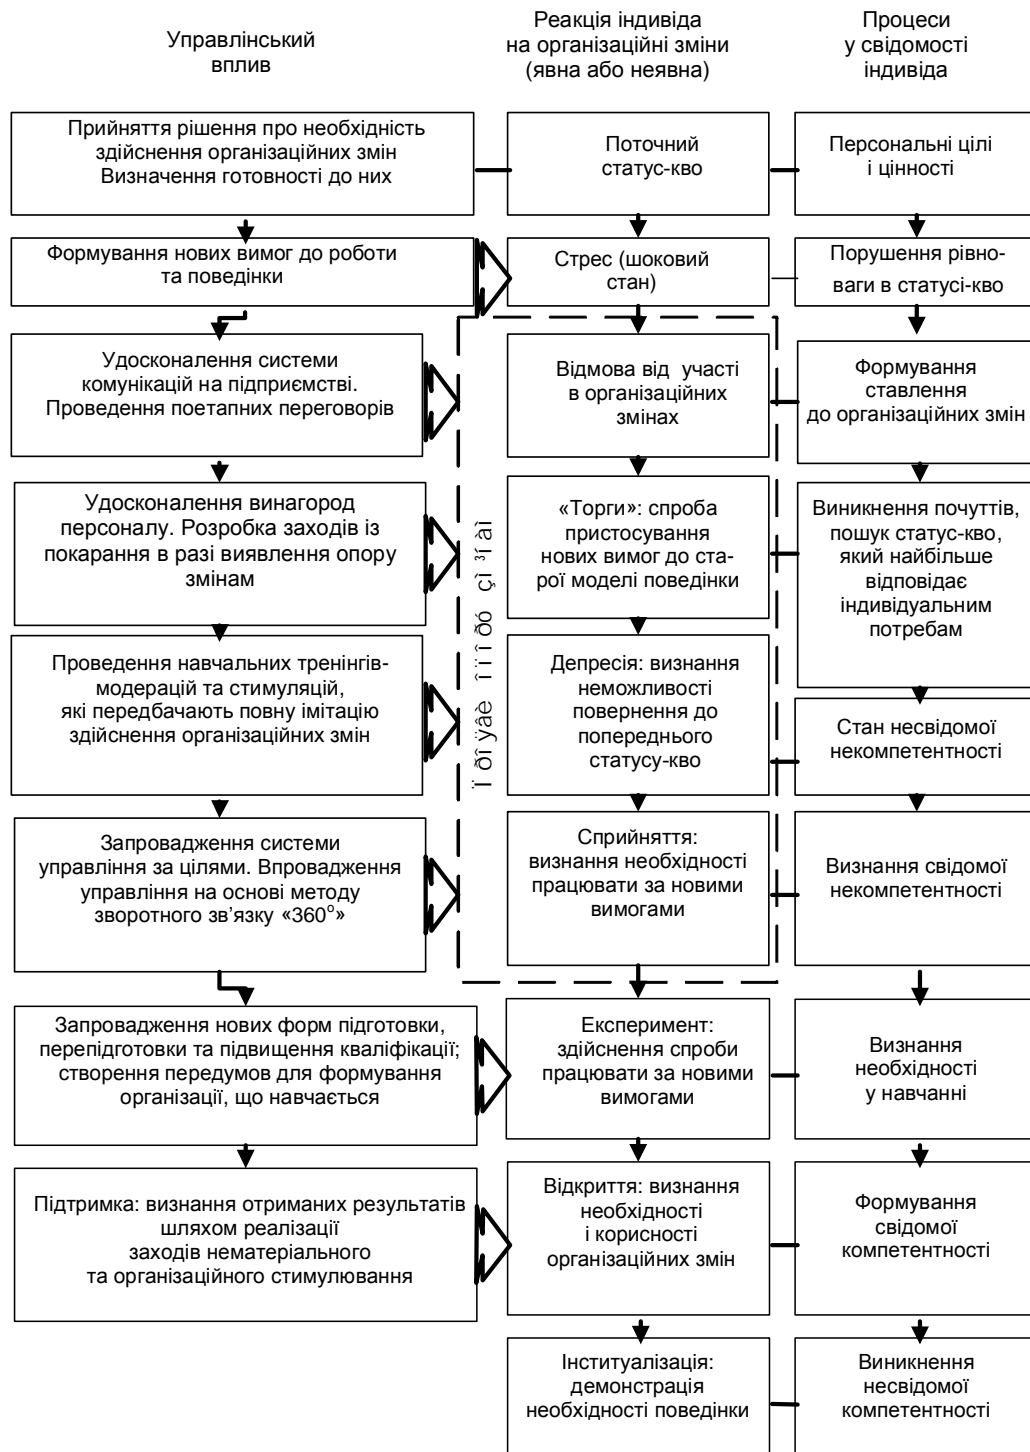 Управлінський
вплив
Реакція індивіда
на організаційні зміни
(явна або неявна)
Процеси
у свідомості
індивіда
Прийняття рішення про необхідність
здійснення організаційних змін
Визначення готовності до них
Поточний
статус-кво
Персональні цілі
і цінності
Формування нових вимог до роботи
та поведінки
Стрес (шоковий
стан)
Порушення рівно-
ваги в статусі-кво
Удосконалення системи
комунікацій на підприємстві.
Проведення поетапних переговорів
Відмова від участі
в організаційних
змінах
Формування
ставлення
до організаційних змін
Удосконалення винагород
персоналу. Розробка заходів із
покарання в разі виявлення опору
змінам
«Торги»: спроба
пристосування
нових вимог до ста-
рої моделі поведінки
Виникнення почуттів,
пошук статус-кво,
який найбільше
відповідає
індивідуальним
потребам
Проведення навчальних тренінгів-
модерацій та стимуляцій,
які передбачають повну імітацію
здійснення організаційних змін
Депресія: визнання
неможливості
повернення до
попереднього
статусу-кво
Стан несвідомої
некомпетентності
Запровадження системи
управління за цілями. Впровадження
управління на основі методу
зворотного зв’язку «360°»
Сприйняття:
визнання необхідності
працювати за новими
вимогами
Визнання свідомої
некомпетентності
Запровадження нових форм підготовки,
перепідготовки та підвищення кваліфікації;
створення передумов для формування
організації, що навчається
Експеримент:
здійснення спроби
працювати за новими
вимогами
Визнання
необхідності
у навчанні
Підтримка: визнання отриманих результатів
шляхом реалізації
заходів нематеріального
та організаційного стимулювання
Відкриття: визнання
необхідності
і корисності
організаційних змін
Формування
свідомої
компетентності
Інституалізація:
демонстрація
необхідності поведінки
Виникнення
несвідомої
компетентності